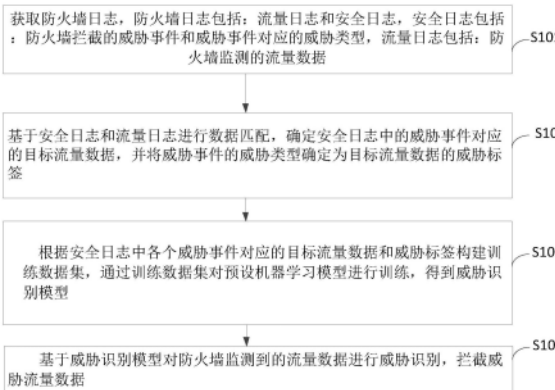 获取防火墙日志，防火墙日志包括：流量日志和安全日志，安全日志包括
：防火墙拦截的威胁事件和威胁事件对应的威胁类型，流量日志包括：防
火墙监测的流量数据
S10
基于安全日志和流量日志进行数据匹配，确定安全日志中的威胁事件对应
的目标流量数据，并将威胁事件的威胁类型确定为目标流量数据的威胁标
签
S10
根据安全日志中各个威胁事件对应的目标流量数据和威胁标签构建训
练数据集，通过训练数据集对预设机器学习模型进行训练，得到威胁识
别模型
S10
基于威胁识别模型对防火墙监测到的流量数据进行威胁识别，拦截威
胁流量数据
S10